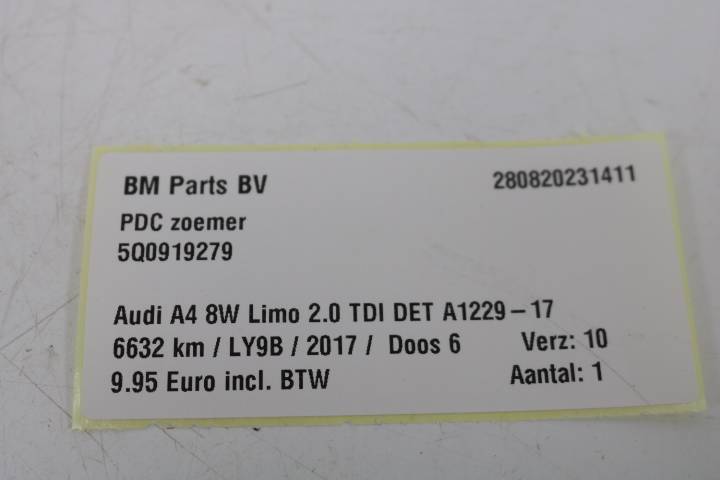 BM Parts BV 280820231411
PDC zoemer
5Q0919279
Audi A4 8W Limo 2.0 TDI DET A1229 – 17
6632 km / LY9B / 2017 / Doos 6 Verz: 10
9.95 Euro incl. BTW Aantal: 1